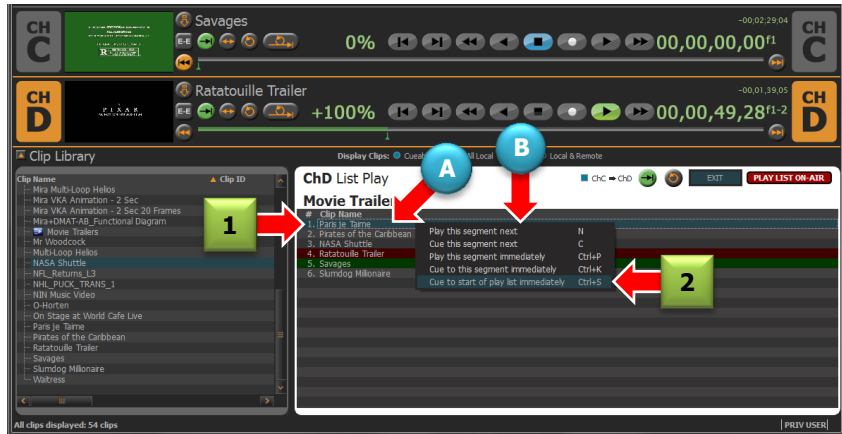 CH
C
Savages
E-E
-00,02;29;04
0%
00,00,00,00f1
CH
C
CH
D
PIXAR
Ratatouille Trailer
E-E
-00,01,39,05
+100%
00,00,49,28f1-2
CH
D
Clip Library
Display Clips:
All Local
Local & Remote
Clip Name
Clip ID
Mira Multi-Loop Helios
Mira VKA Animation - 2 Sec
Mira VKA Animation - 2 Sec 20 Frames
Mira+DMAT-AB_Functional Diagram
Movie Trailers
Mr Woodcock
Multi-Loop Helios
NASA Shuttle
NFL_Returns_L3
NHL_PUCK_TRANS_1
NIN Music Video
O-Horten
On Stage at World Cafe Live
Paris je Taime
Pirates of the Caribbean
Ratatouille Trailer
Savages
Slumdog Millionaire
Waitress
ChD List Play
ChC ➡ ChD
EXIT
PLAY LIST ON-AIR
Movie Trailer
# Clip Name
1. Paris je Taime
2. Pirates of the Caribbean
3. NASA Shuttle
4. Ratatouille Trailer
5. Savages
6. Slumdog Millionaire
Play this segment next N
Cue this segment next C
Play this segment immediately Ctrl+P
Cue to this segment immediately Ctrl+K
Cue to start of play list immediately Ctrl+S
A
B
1
2
All clips displayed: 54 clips
PRIV USER